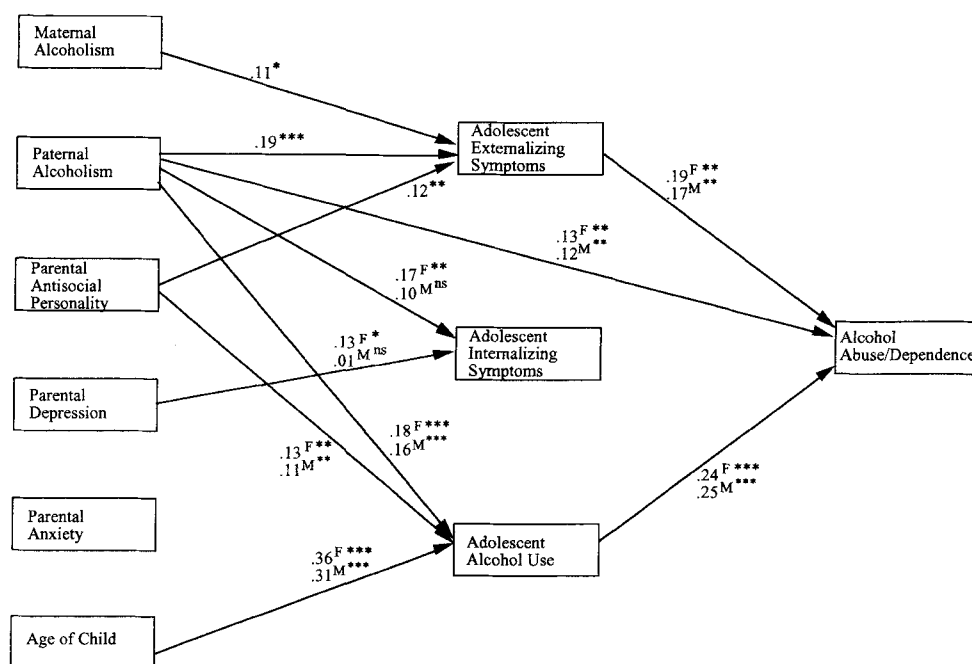 Maternal
Alcoholism
.11*
Paternal
Alcoholism
.19***
Adolescent
Externalizing
Symptoms
.12**
.19F**
.17M**
.13F**
.12M**
Parental
Antisocial
Personality
.17F**
.10Mns
Adolescent
Internalizing
Symptoms
.13F*
.01Mns
Alcohol
Abuse/Dependence
Parental
Depression
.18F***
.16M***
.13F**
.11M**
.24F***
.25M***
Parental
Anxiety
Adolescent
Alcohol Use
.36F***
.31M***
Age of Child